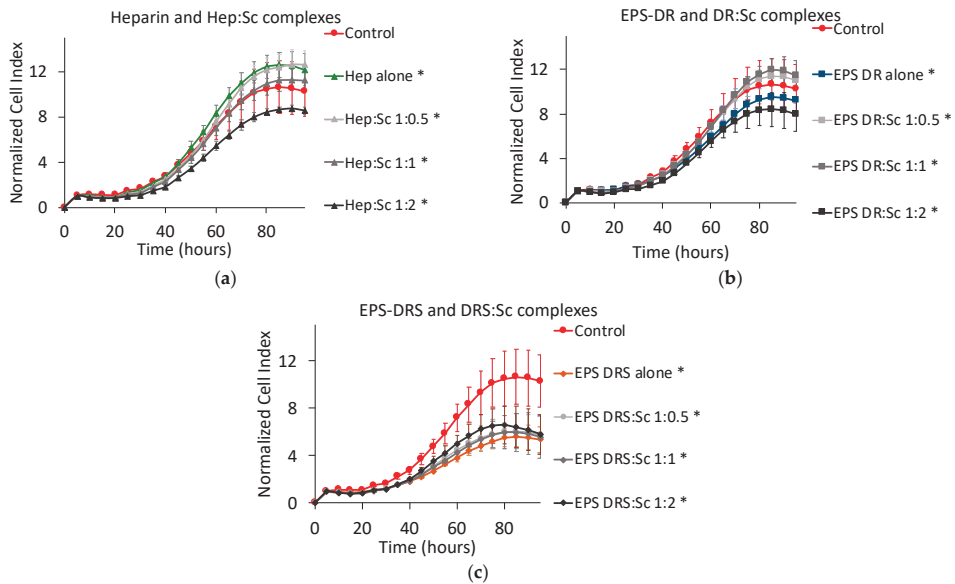 Heparin and Hep:Sc complexes
Normalized Cell Index
12
8
4
0
0 20 40 60 80
Time (hours)
Control
Hep alone *
Hep:Sc 1:0.5 *
Hep:Sc 1:1 *
Hep:Sc 1:2 *
(a)
EPS-DR and DR:Sc complexes
Normalized Cell Index
12
8
4
0
0 20 40 60 80
Time (hours)
Control
EPS DR alone *
EPS DR:Sc 1:0.5 *
EPS DR:Sc 1:1 *
EPS DR:Sc 1:2 *
(b)
EPS-DRS and DRS:Sc complexes
Normalized Cell Index
12
8
4
0
0 20 40 60 80
Time (hours)
Control
EPS DRS alone *
EPS DRS:Sc 1:0.5 *
EPS DRS:Sc 1:1 *
EPS DRS:Sc 1:2 *
(c)